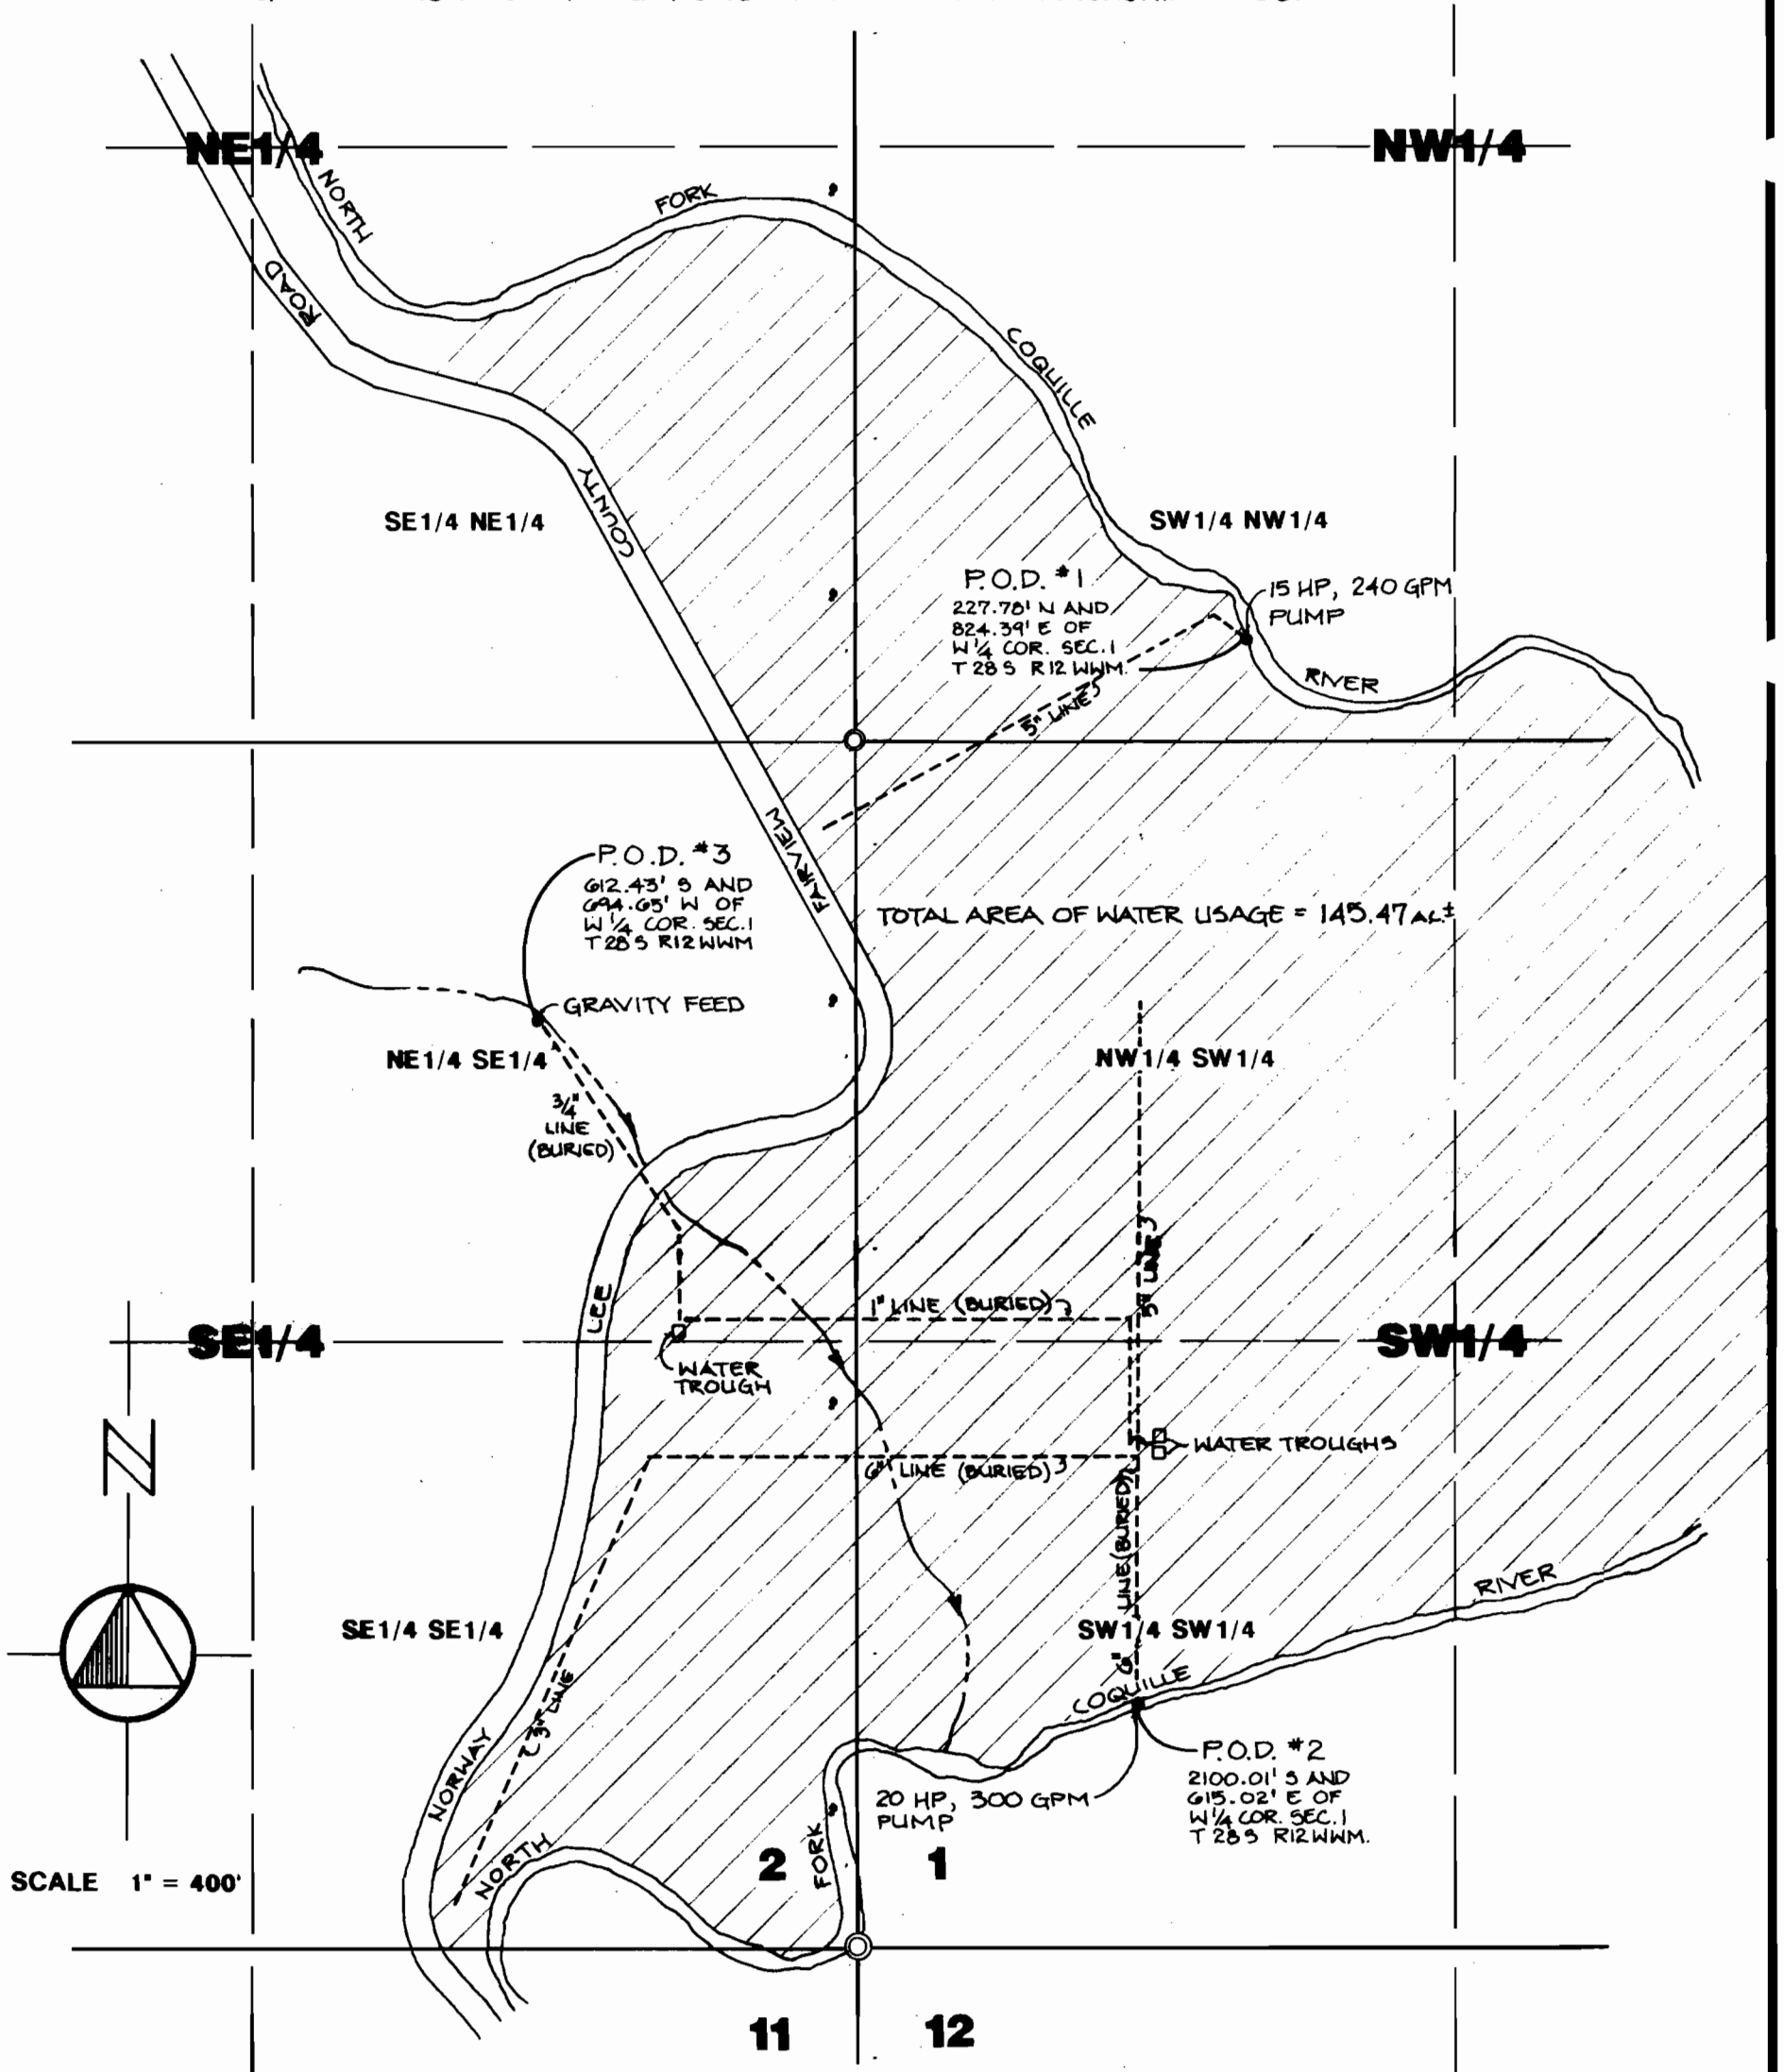 NE1/4
NW1/4
NORTH
FORK
ROAD
COQUILLE
COUNTY
SE1/4 NE1/4
SW1/4 NW1/4
P.O.D. #1
227.78' N AND
824.39' E OF
W 1/4 COR. SEC. 1
T 28 S R12 WWM.
15 HP, 240 GPM
PUMP
RIVER
5" LINE
FAIRVIEW
P.O.D. #3
612.43' S AND
694.65' W OF
W 1/4 COR. SEC. 1
T 28 S R12 WWM
TOTAL AREA OF WATER USAGE = 145.47 AC.±
GRAVITY FEED
NE1/4 SE1/4
NW1/4 SW1/4
3/4"
LINE
(BURIED)
5" LINE
LEE
1" LINE (BURIED)
SE1/4
SW1/4
WATER
TROUGH
WATER TROUGHS
6" LINE (BURIED)
6" LINE (BURIED)
RIVER
SE1/4 SE1/4
SW1/4 SW1/4
COQUILLE
3" LINE
NORWAY
P.O.D. #2
2100.01' S AND
615.02' E OF
W 1/4 COR. SEC. 1
T 28 S R12 WWM.
20 HP, 300 GPM
PUMP
NORTH
FORK
2
1
SCALE 1" = 400'
11
12